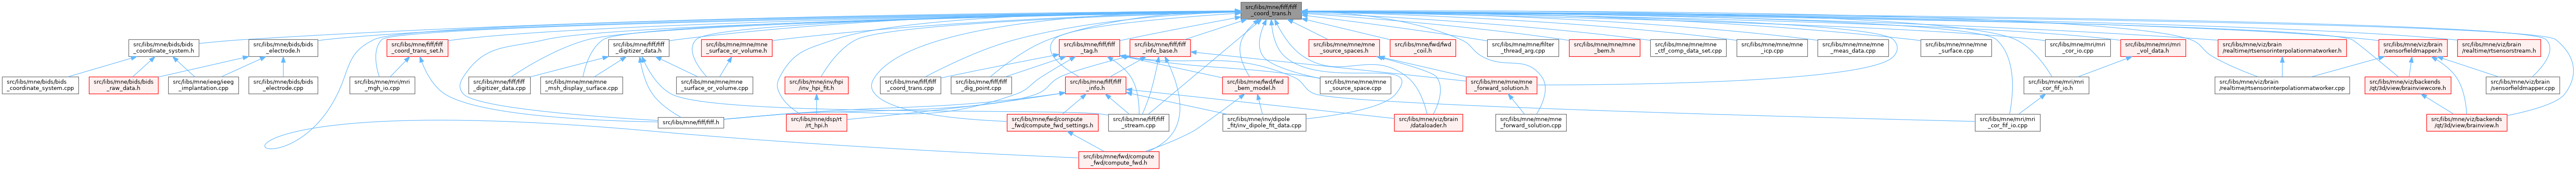 src/libs/mne/fiff/fiff
_coord_trans.h
src/libs/mne/bids/bids
_coordinate_system.h
src/libs/mne/bids/bids
_electrode.h
src/libs/mne/fiff/fiff
_coord_trans_set.h
src/libs/mne/fiff/fiff
_digitizer_data.h
src/libs/mne/mne/mne
_surface_or_volume.h
src/libs/mne/fiff/fiff
_tag.h
src/libs/mne/fiff/fiff
_info_base.h
src/libs/mne/mne/mne
_source_spaces.h
src/libs/mne/fwd/fwd
_coil.h
src/libs/mne/mne/filter
_thread_arg.cpp
src/libs/mne/mne/mne
_bem.h
src/libs/mne/mne/mne
_ctf_comp_data_set.cpp
src/libs/mne/mne/mne
_icp.cpp
src/libs/mne/mne/mne
_meas_data.cpp
src/libs/mne/mne/mne
_surface.cpp
src/libs/mne/mri/mri
_cor_io.cpp
src/libs/mne/mri/mri
_vol_data.h
src/libs/mne/viz/brain
/realtime/rtsensorinterpolationmatworker.h
src/libs/mne/viz/brain
/sensorfieldmapper.h
src/libs/mne/viz/brain
/realtime/rtsensorstream.h
src/libs/mne/bids/bids
_coordinate_system.cpp
src/libs/mne/bids/bids
_raw_data.h
src/libs/mne/ieeg/ieeg
_implantation.cpp
src/libs/mne/bids/bids
_electrode.cpp
src/libs/mne/mri/mri
_mgh_io.cpp
src/libs/mne/fiff/fiff
_digitizer_data.cpp
src/libs/mne/mne/mne
_msh_display_surface.cpp
src/libs/mne/mne/mne
_surface_or_volume.cpp
src/libs/mne/inv/hpi
/inv_hpi_fit.h
src/libs/mne/fiff/fiff
_coord_trans.cpp
src/libs/mne/fiff/fiff
_dig_point.cpp
src/libs/mne/fiff/fiff
_info.h
src/libs/mne/fwd/fwd
_bem_model.h
src/libs/mne/mne/mne
_source_space.cpp
src/libs/mne/mne/mne
_forward_solution.h
src/libs/mne/mri/mri
_cor_fif_io.h
src/libs/mne/viz/brain
/realtime/rtsensorinterpolationmatworker.cpp
src/libs/mne/viz/backends
/qt/3d/view/brainviewcore.h
src/libs/mne/viz/brain
/sensorfieldmapper.cpp
src/libs/mne/fiff/fiff.h
src/libs/mne/dsp/rt
/rt_hpi.h
src/libs/mne/fwd/compute
_fwd/compute_fwd_settings.h
src/libs/mne/fiff/fiff
_stream.cpp
src/libs/mne/inv/dipole
_fit/inv_dipole_fit_data.cpp
src/libs/mne/viz/brain
/dataloader.h
src/libs/mne/mne/mne
_forward_solution.cpp
src/libs/mne/mri/mri
_cor_fif_io.cpp
src/libs/mne/viz/backends
/qt/3d/view/brainview.h
src/libs/mne/fwd/compute
_fwd/compute_fwd.h